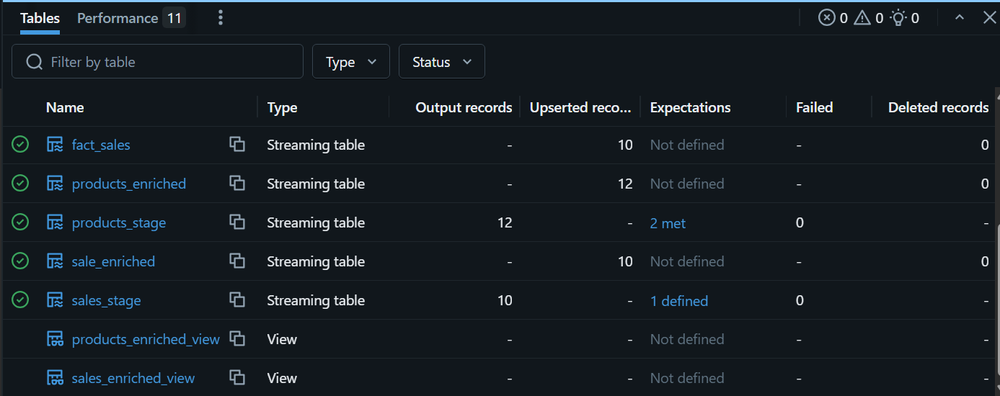 Tables Performance 11 0 0 0
Filter by table Type Status
Name Type Output records Upserted reco... Expectations Failed Deleted records
fact_sales Streaming table - 10 Not defined - 0
products_enriched Streaming table - 12 Not defined - 0
products_stage Streaming table 12 - 2 met 0 -
sale_enriched Streaming table - 10 Not defined - 0
sales_stage Streaming table 10 - 1 defined 0 -
products_enriched_view View - - Not defined - -
sales_enriched_view View - - Not defined - -